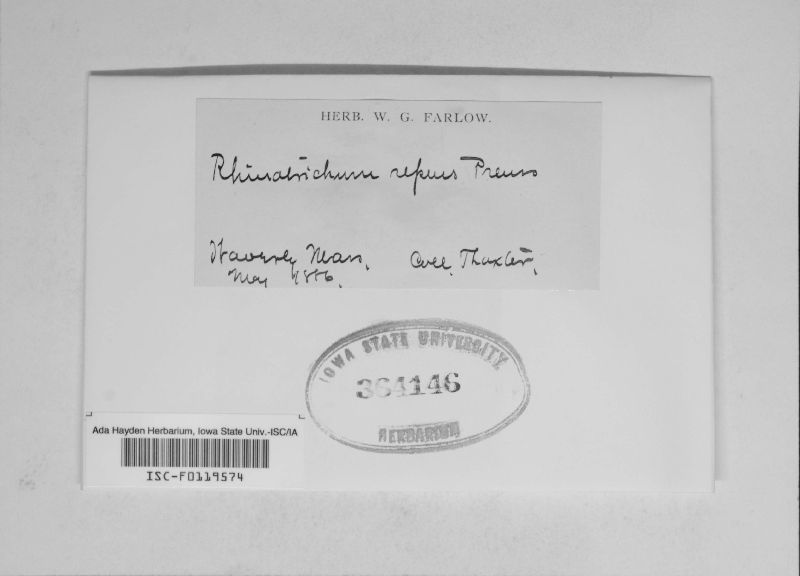 HERB. W. G. FARLOW.
Rhinotrichum repens Preuss
Waverly Mass. Coll. Thaxter.
May 1886.
IOWA STATE UNIVERSITY
364146
HERBARIUM
Ada Hayden Herbarium, Iowa State Univ.-ISC/IA
ISC-F0119574